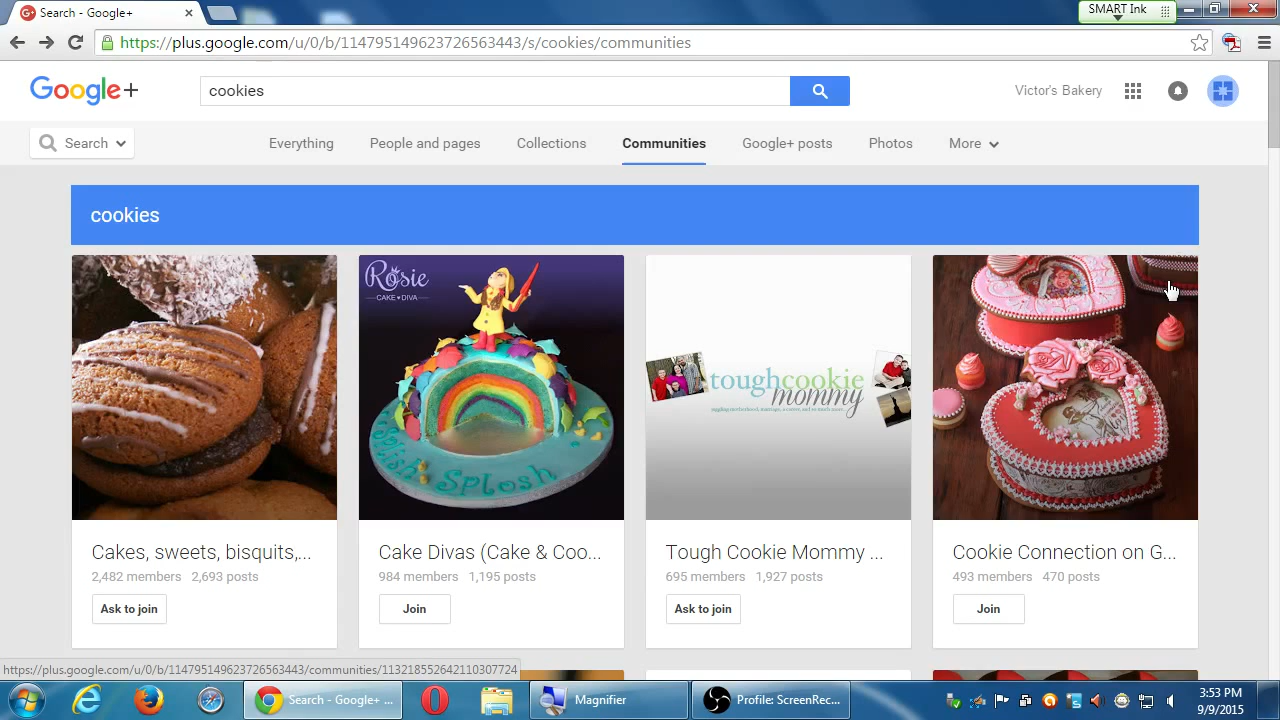 Search - Google+
SMART Ink
https://plus.google.com/u/0/b/114795149623726563443/s/cookies/communities
Google+
cookies
Victor's Bakery
Search
Everything
People and pages
Collections
Communities
Google+ posts
Photos
More
cookies
Rosie
CAKE DIVA
Splosh
toughcookie
mommy
Cakes, sweets, bisquits,...
Cake Divas (Cake & Coo...
Tough Cookie Mommy ...
Cookie Connection on G...
2,482 members 2,693 posts
984 members 1,195 posts
695 members 1,927 posts
493 members 470 posts
Ask to join
Join
Ask to join
Join
https://plus.google.com/u/0/b/114795149623726563443/communities/113218552642110307724
Search - Google+ ...
Magnifier
Profile: ScreenRec...
3:53 PM
9/9/2015